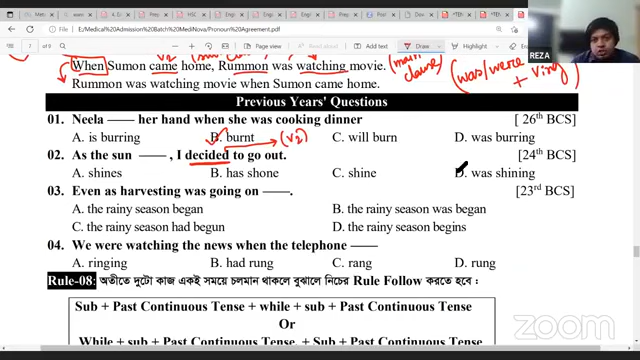 7
REZA
V2
main
clause
When Sumon came home, Rummon was watching movie.
(was/were
+ Ving)
Rummon was watching movie when Sumon came home.
Previous Years' Questions
01. Neela —— her hand when she was cooking dinner [ 26th BCS]
A. is burring B. burnt C. will burn D. was burring
(V2)
02. As the sun ——, I decided to go out. [24th BCS]
A. shines B. has shone C. shine D. was shining
03. Even as harvesting was going on ——. [23rd BCS]
A. the rainy season began B. the rainy season was began
C. the rainy season had begun D. the rainy season begins
04. We were watching the news when the telephone ——
A. ringing B. had rung C. rang D. rung
Rule-08: অতীতে দুটো কাজ একই সময়ে চলমান থাকলে বুঝালে নিচের Rule Follow করতে হবে :
Sub + Past Continuous Tense + while + sub + Past Continuous Tense
Or
While + sub + Past Continuous Tense, + Sub + Past Continuous Tense
zoom